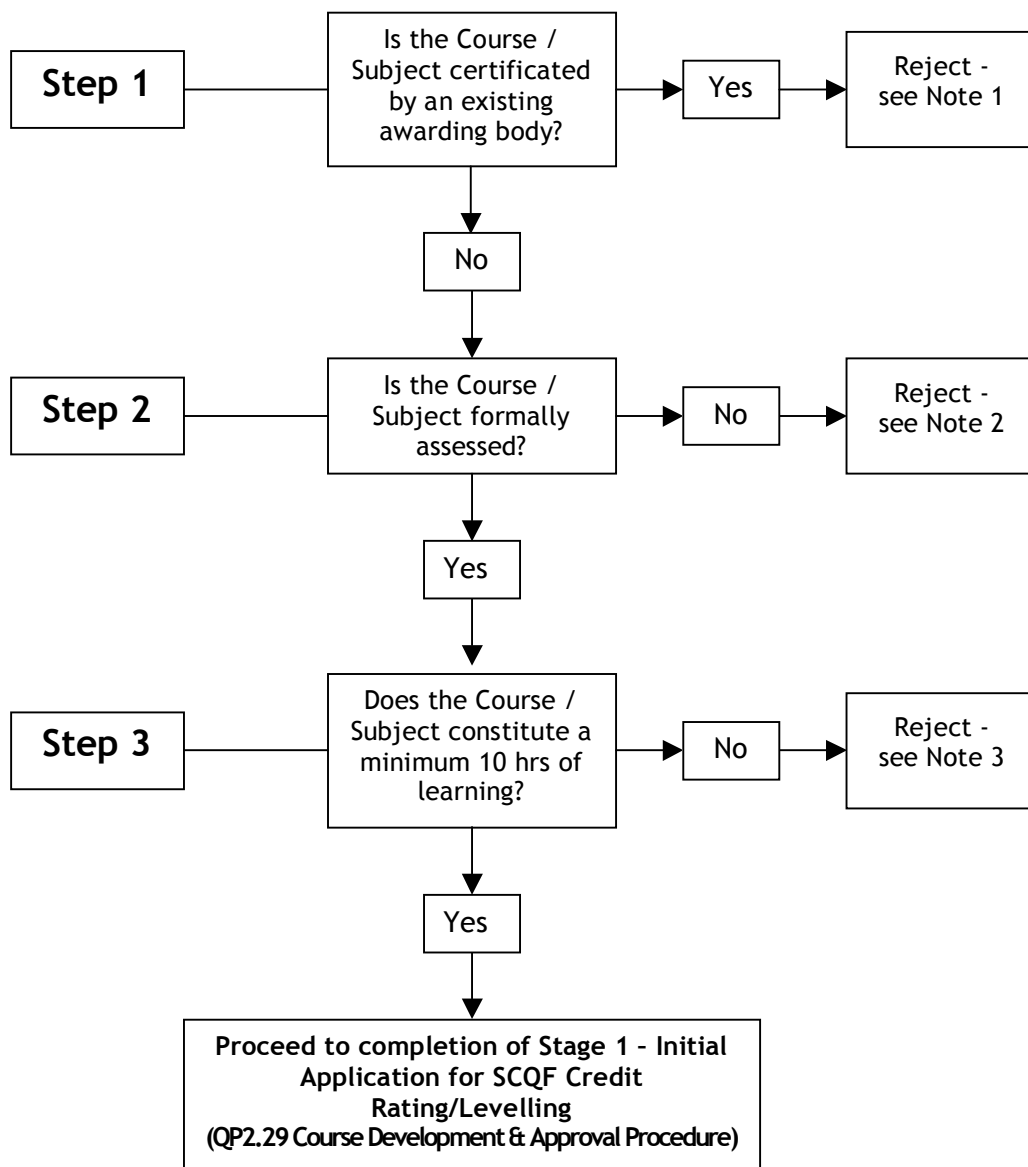 Step 1
Is the Course /
Subject certificated
by an existing
awarding body?
Yes
Reject -
see Note 1
No
Step 2
Is the Course /
Subject formally
assessed?
No
Reject -
see Note 2
Yes
Step 3
Does the Course /
Subject constitute a
minimum 10 hrs of
learning?
No
Reject -
see Note 3
Yes
Proceed to completion of Stage 1 – Initial
Application for SCQF Credit
Rating/Levelling
(QP2.29 Course Development & Approval Procedure)